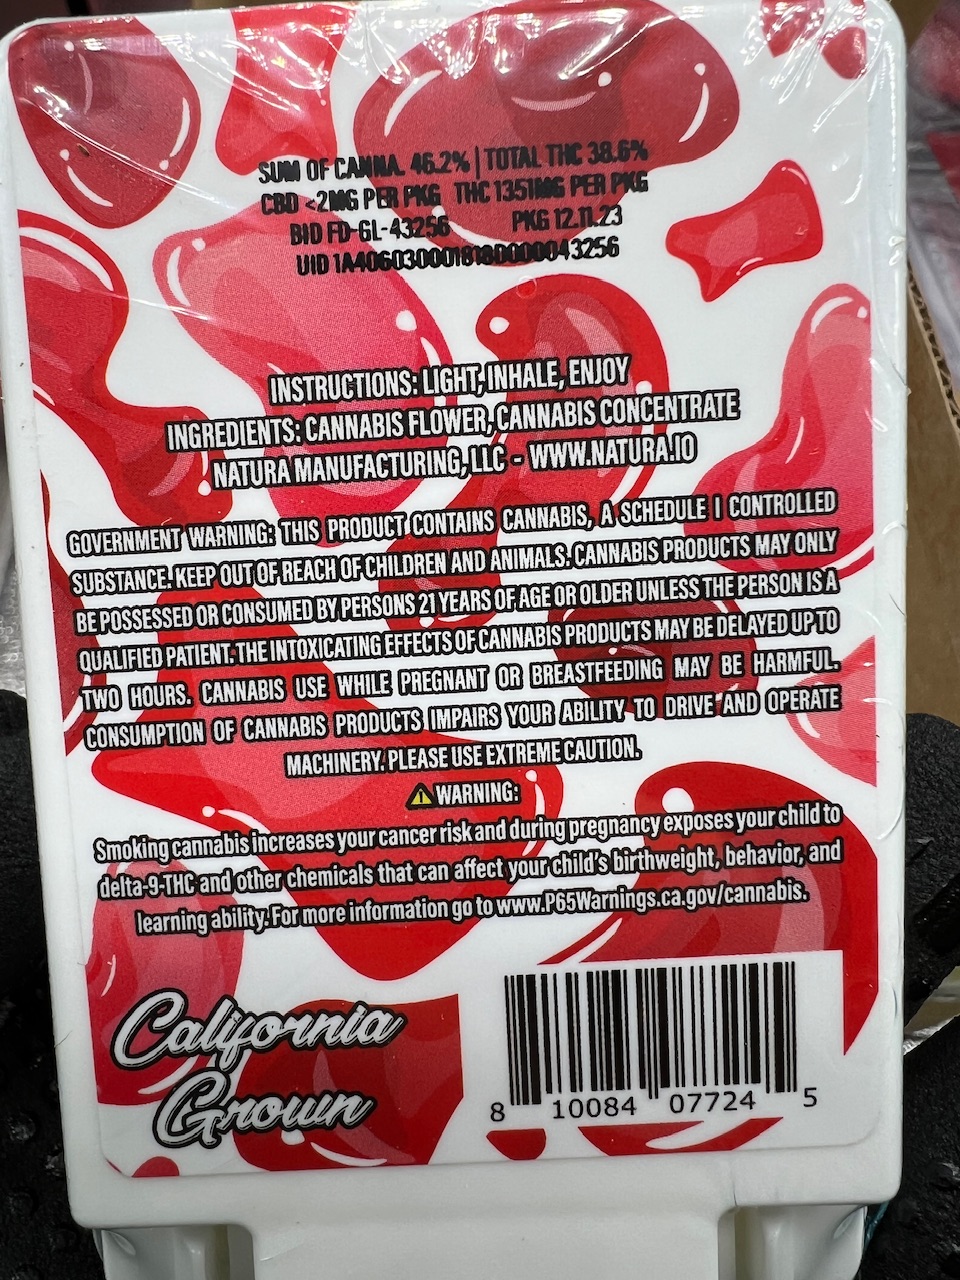 SUM OF CANNA. 46.2% | TOTAL THC 38.6%
CBD <2MG PER PKG THC 1351MG PER PKG
BID FD-GL-43256 PKG 12.11.23
UID
INSTRUCTIONS: LIGHT, INHALE, ENJOY
INGREDIENTS: CANNABIS FLOWER, CANNABIS CONCENTRATE
NATURA MANUFACTURING, LLC - WWW.NATURA.IO
GOVERNMENT WARNING: THIS PRODUCT CONTAINS CANNABIS, A SCHEDULE I CONTROLLED
SUBSTANCE. KEEP OUT OF REACH OF CHILDREN AND ANIMALS. CANNABIS PRODUCTS MAY ONLY
BE POSSESSED OR CONSUMED BY PERSONS 21 YEARS OF AGE OR OLDER UNLESS THE PERSON IS A
QUALIFIED PATIENT. THE INTOXICATING EFFECTS OF CANNABIS PRODUCTS MAY BE DELAYED UP TO
TWO HOURS. CANNABIS USE WHILE PREGNANT OR BREASTFEEDING MAY BE HARMFUL.
CONSUMPTION OF CANNABIS PRODUCTS IMPAIRS YOUR ABILITY TO DRIVE AND OPERATE
MACHINERY. PLEASE USE EXTREME CAUTION.
⚠ WARNING:
Smoking cannabis increases your cancer risk and during pregnancy exposes your child to
delta-9-THC and other chemicals that can affect your child's birthweight, behavior, and
learning ability. For more information go to www.P65Warnings.ca.gov/cannabis.
California
Grown
8 10084 07724 5